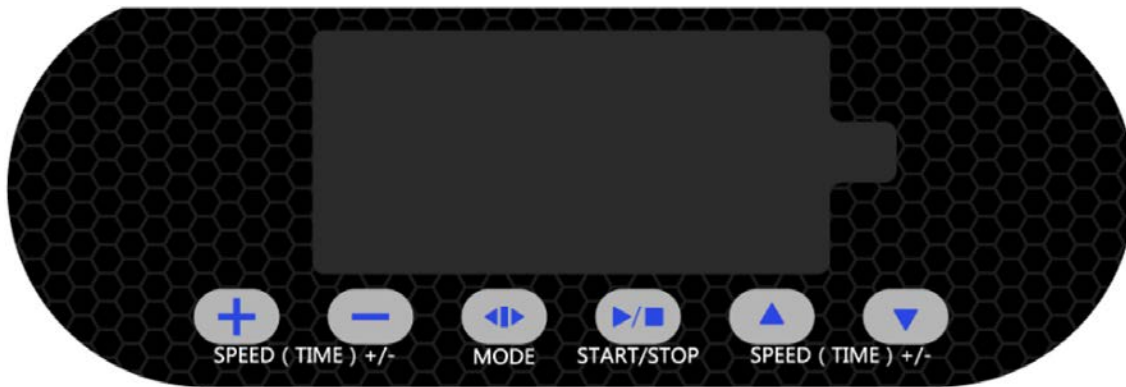 SPEED ( TIME ) +/-
MODE
START/STOP
SPEED ( TIME ) +/-